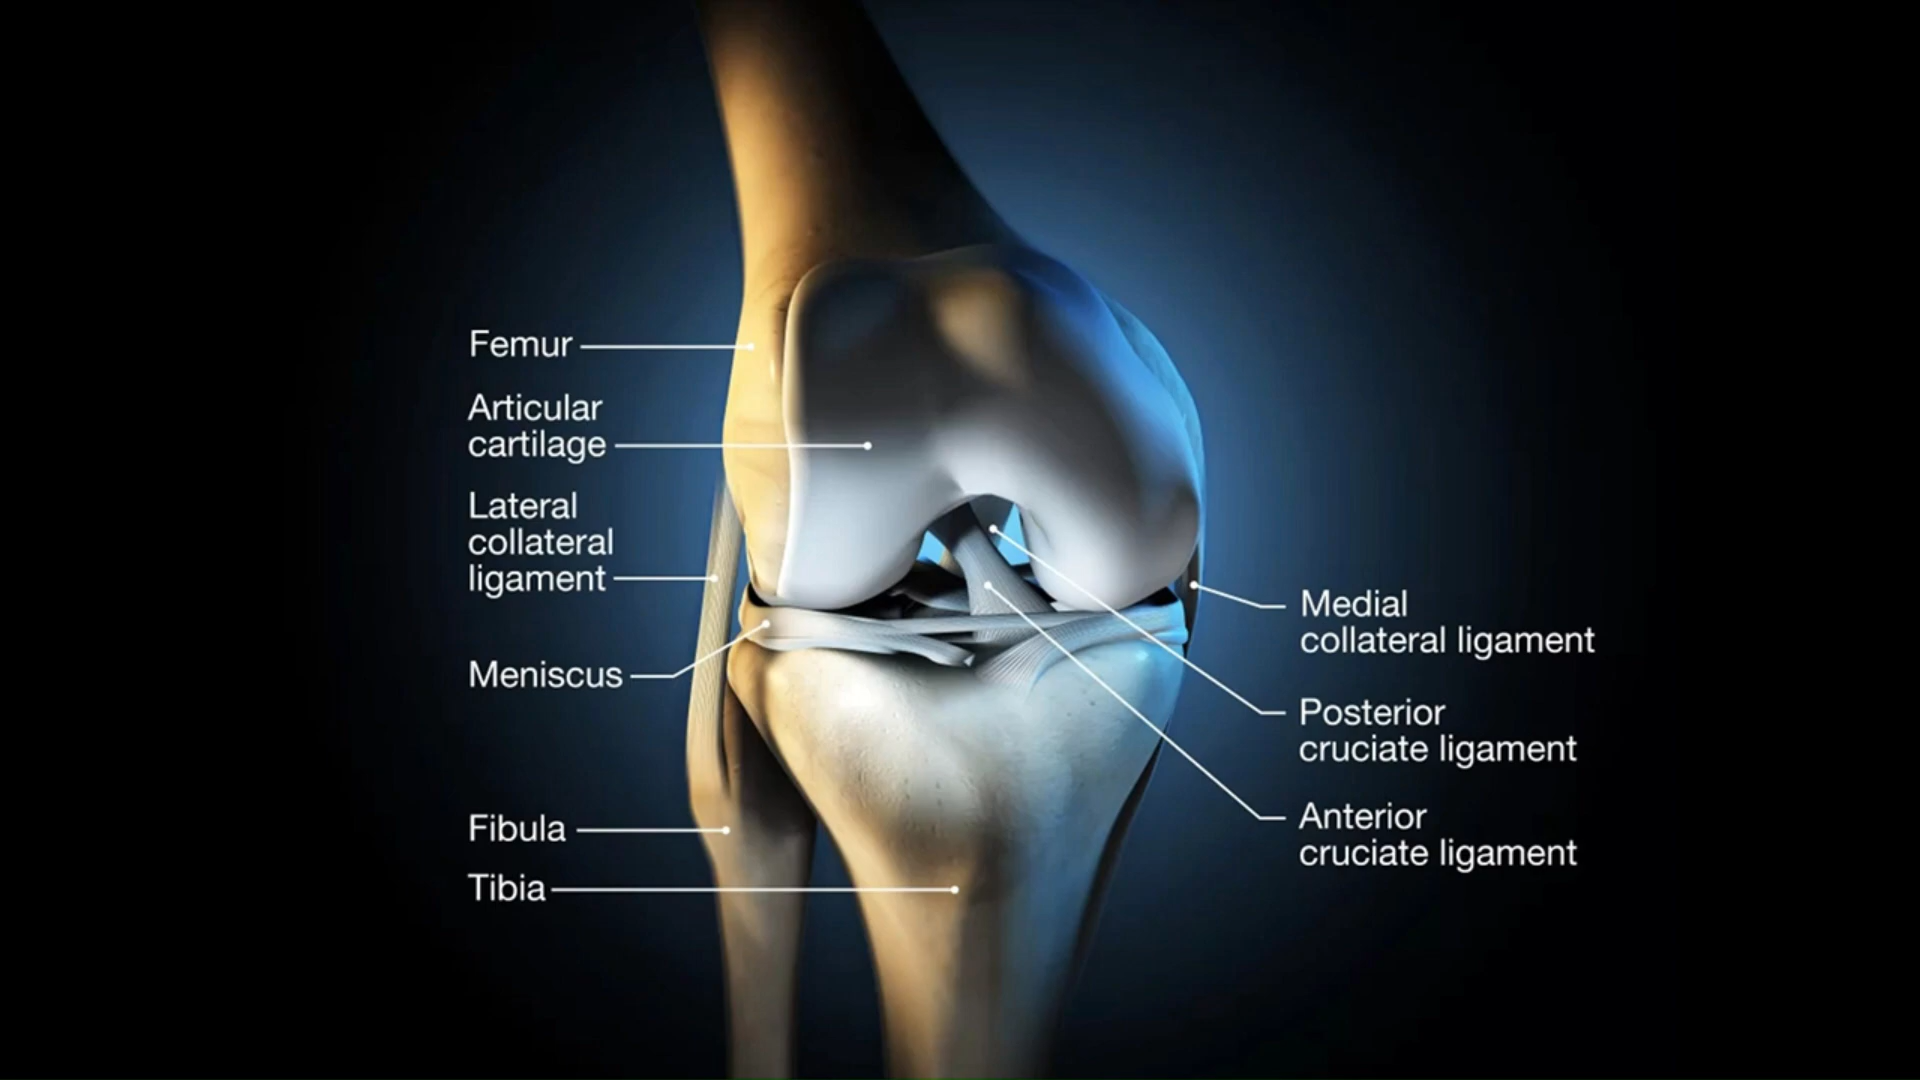 Femur
Articular
cartilage
Lateral
collateral
ligament
Meniscus
Fibula
Tibia
Medial
collateral ligament
Posterior
cruciate ligament
Anterior
cruciate ligament